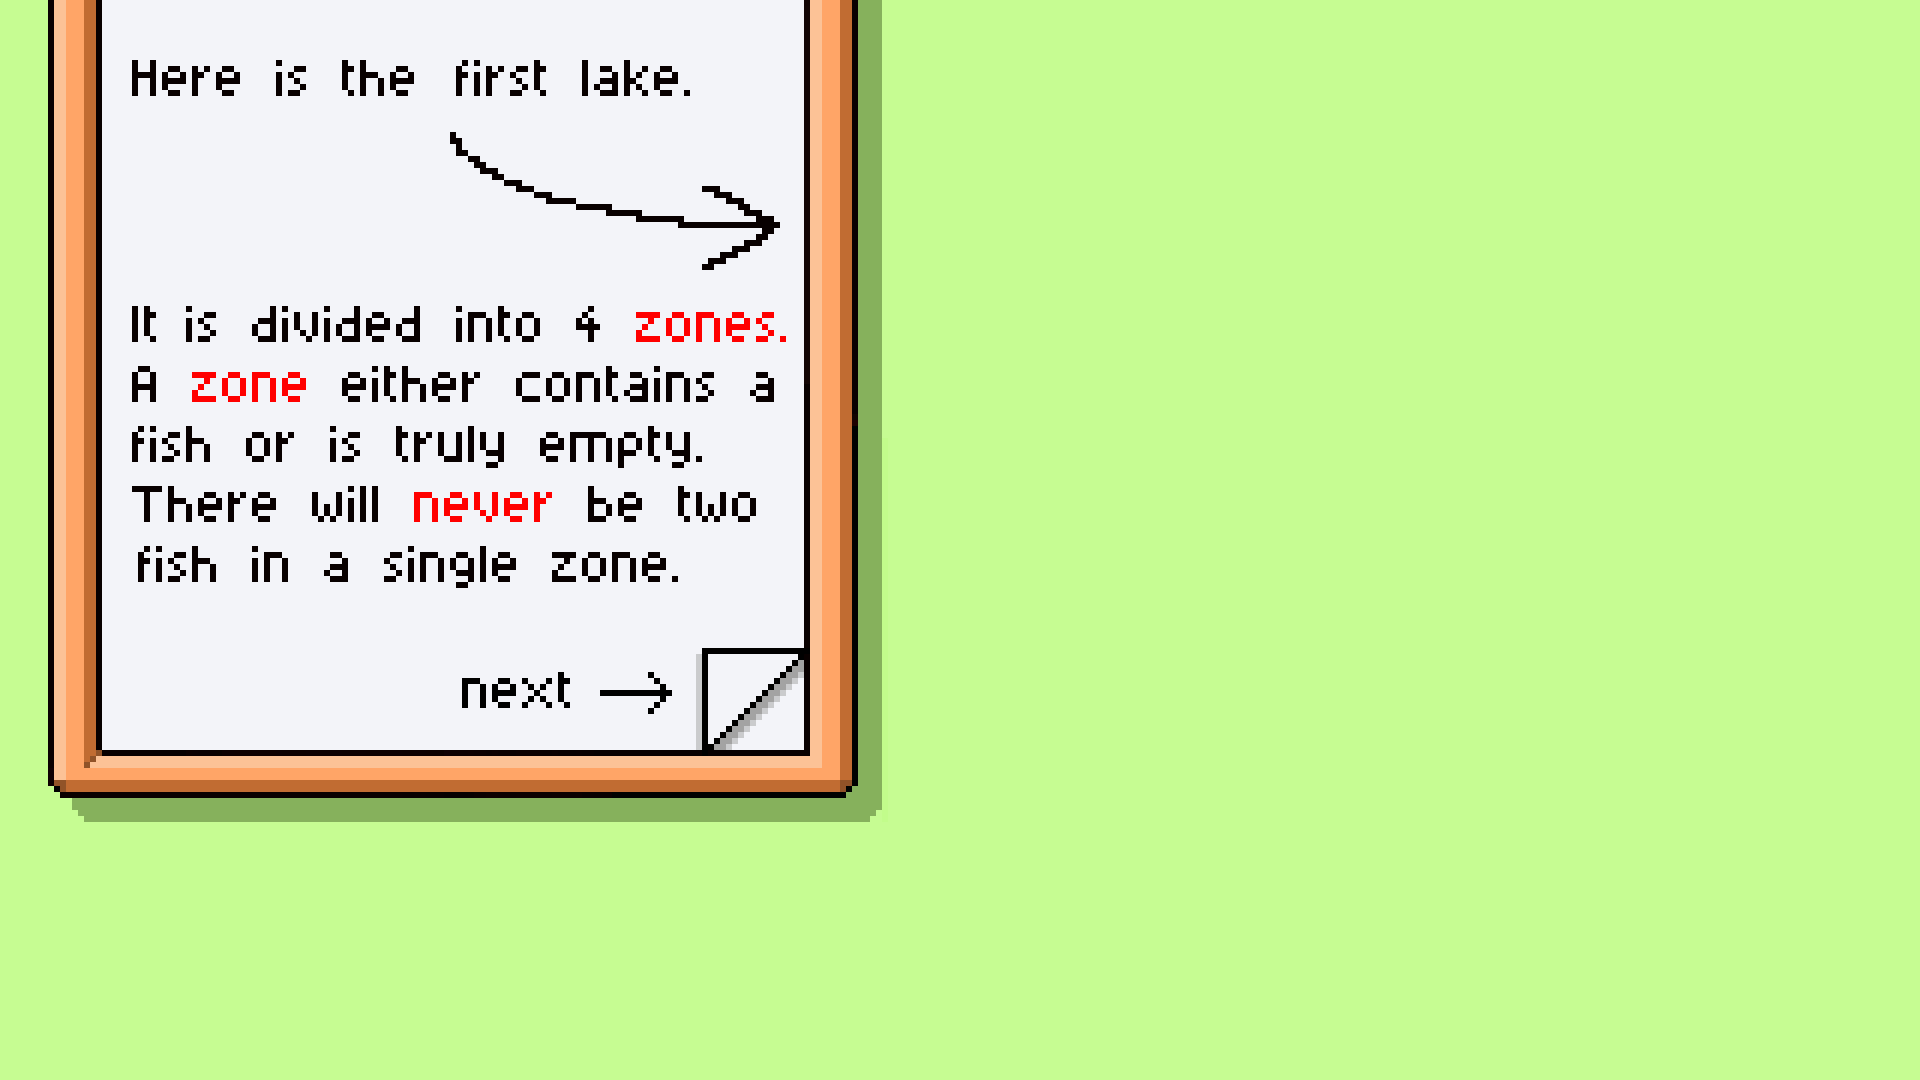 Here is the first lake.
It is divided into 4 zones.
A zone either contains a
fish or is truly empty.
There will never be two
fish in a single zone.
next